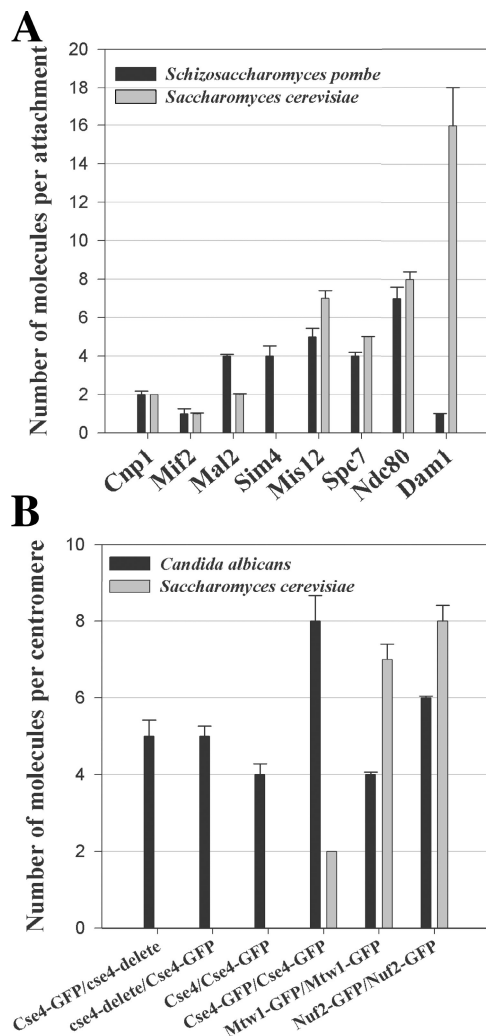 A
Number of molecules per attachment
20
18
16
14
12
10
8
6
4
2
0
Schizosaccharomyces pombe
Saccharomyces cerevisiae
Cnp1
Mif2
Mal2
Sim4
Mis12
Spc7
Ndc80
Dam1
B
Number of molecules per centromere
10
8
6
4
2
0
Candida albicans
Saccharomyces cerevisiae
Cse4-GFP/cse4-delete
cse4-delete/Cse4-GFP
Cse4/Cse4-GFP
Cse4-GFP/Cse4-GFP
Mtw1-GFP/Mtw1-GFP
Nuf2-GFP/Nuf2-GFP